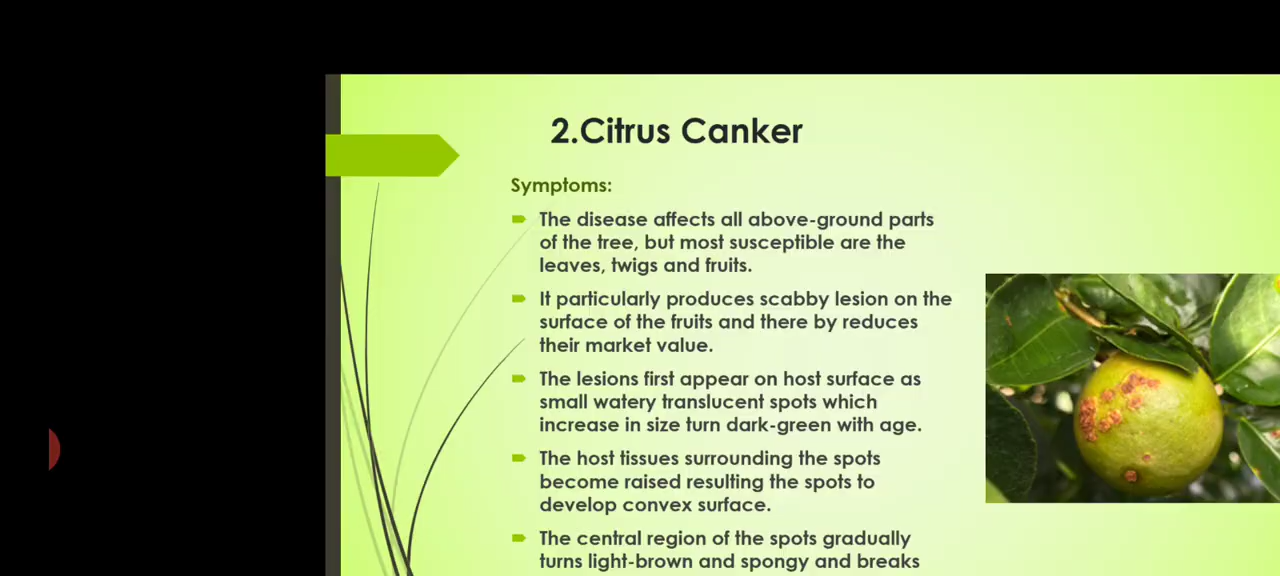 2.Citrus Canker
Symptoms:
The disease affects all above-ground parts
of the tree, but most susceptible are the
leaves, twigs and fruits.
It particularly produces scabby lesion on the
surface of the fruits and there by reduces
their market value.
The lesions first appear on host surface as
small watery translucent spots which
increase in size turn dark-green with age.
The host tissues surrounding the spots
become raised resulting the spots to
develop convex surface.
The central region of the spots gradually
turns light-brown and spongy and breaks